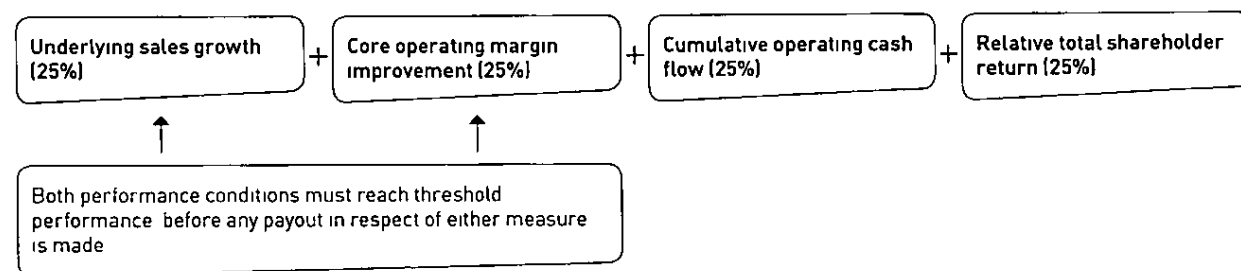 Underlying sales growth
(25%)
+
Core operating margin
improvement (25%)
+
Cumulative operating cash
flow (25%)
+
Relative total shareholder
return (25%)
Both performance conditions must reach threshold
performance before any payout in respect of either measure
is made